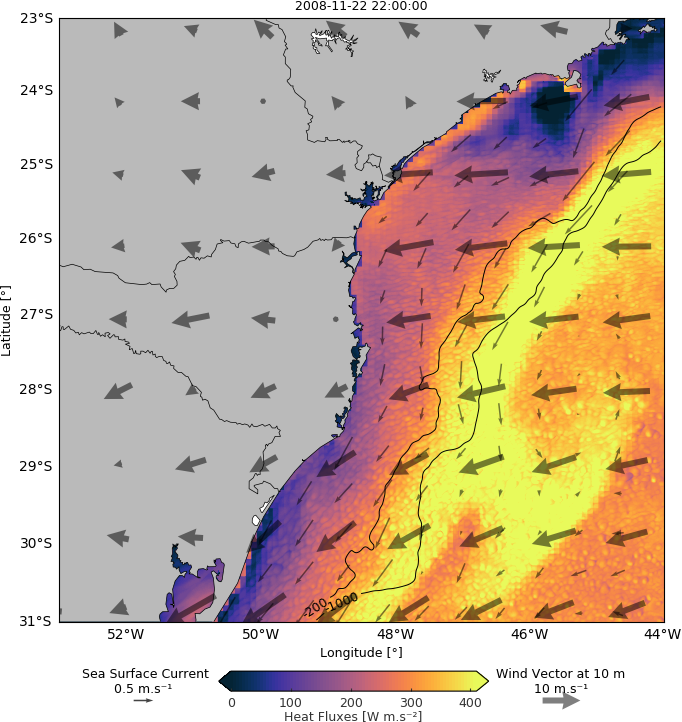 2008-11-22 22:00:00
23°S
24°S
25°S
26°S
27°S
28°S
29°S
30°S
31°S
Latitude [°]
-200
-1000
52°W 50°W 48°W 46°W 44°W
Longitude [°]
Sea Surface Current
0.5 m.s⁻¹
Wind Vector at 10 m
10 m.s⁻¹
0 100 200 300 400
Heat Fluxes [W m.s⁻²]